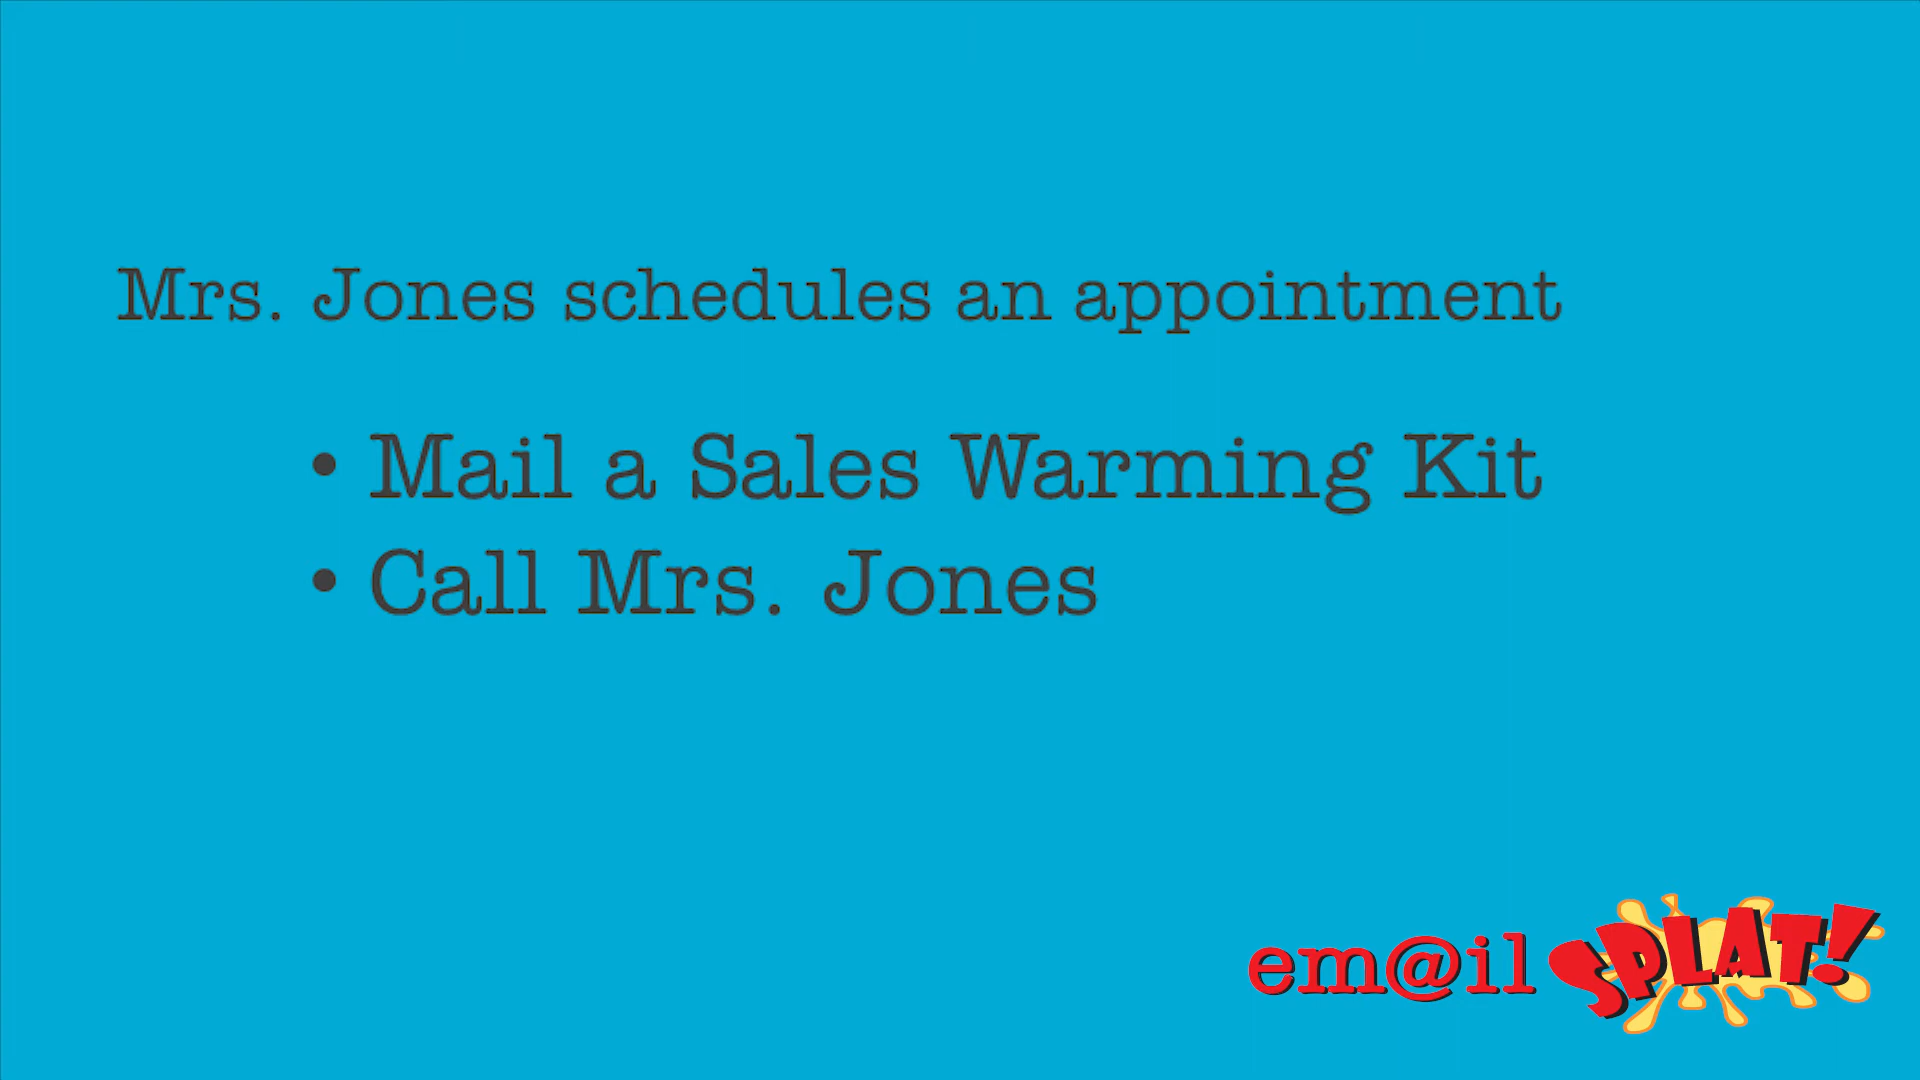 Mrs. Jones schedules an appointment
• Mail a Sales Warming Kit
• Call Mrs. Jones
em@il SPLAT!